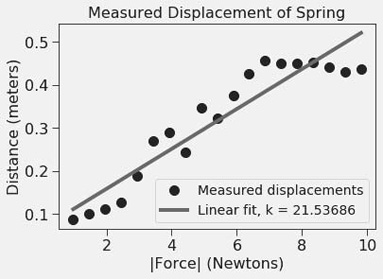 Measured Displacement of Spring
Distance (meters)
0.5
0.4
0.3
0.2
0.1
Measured displacements
Linear fit, k = 21.53686
2 4 6 8 10
|Force| (Newtons)